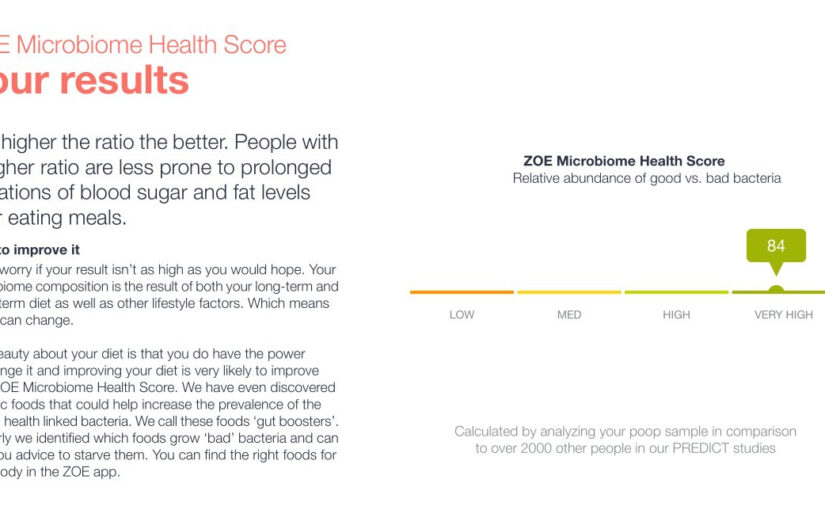 E Microbiome Health Score
our results
higher the ratio the better. People with
gher ratio are less prone to prolonged
ations of blood sugar and fat levels
r eating meals.
to improve it
worry if your result isn’t as high as you would hope. Your
biome composition is the result of both your long-term and
term diet as well as other lifestyle factors. Which means
can change.
eauty about your diet is that you do have the power
nge it and improving your diet is very likely to improve
OE Microbiome Health Score. We have even discovered
c foods that could help increase the prevalence of the
health linked bacteria. We call these foods ‘gut boosters’.
rly we identified which foods grow ‘bad’ bacteria and can
ou advice to starve them. You can find the right foods for
ody in the ZOE app.
ZOE Microbiome Health Score
Relative abundance of good vs. bad bacteria
84
LOW MED HIGH VERY HIGH
Calculated by analyzing your poop sample in comparison
to over 2000 other people in our PREDICT studies